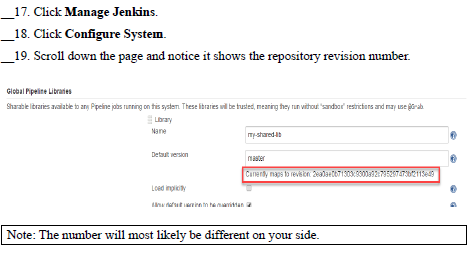 __17. Click Manage Jenkins.
__18. Click Configure System.
__19. Scroll down the page and notice it shows the repository revision number.
Global Pipeline Libraries
Sharable libraries available to any Pipeline jobs running on this system. These libraries will be trusted, meaning they run without "sandbox" restrictions and may use @Grab.
Library
Name
my-shared-lib
Default version
master
Currently maps to revision:
Load implicitly
Allow default version to be overridden
Note: The number will most likely be different on your side.